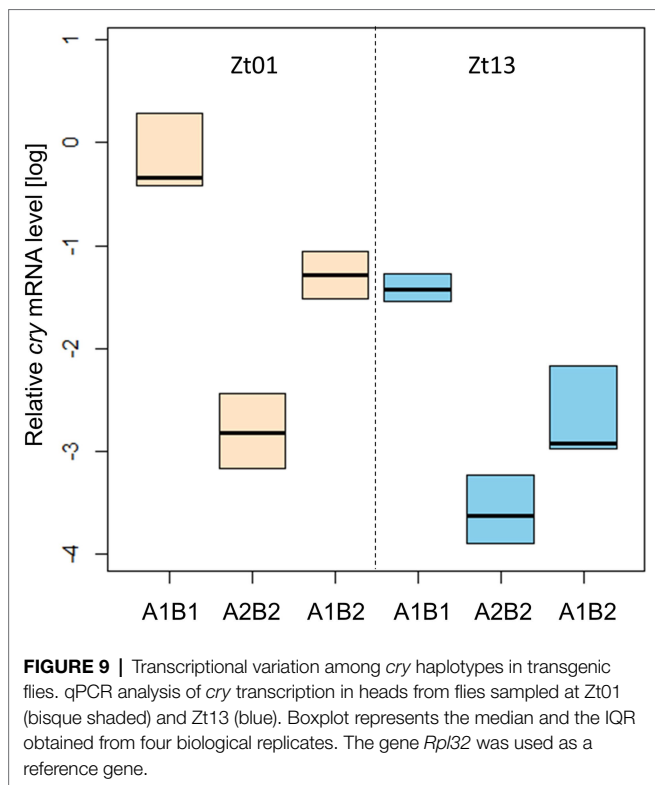 Zt01 Zt13
Relative cry mRNA level [log]
1
0
-1
-2
-3
-4
A1B1 A2B2 A1B2 A1B1 A2B2 A1B2
FIGURE 9 | Transcriptional variation among cry haplotypes in transgenic
flies. qPCR analysis of cry transcription in heads from flies sampled at Zt01
(bisque shaded) and Zt13 (blue). Boxplot represents the median and the IQR
obtained from four biological replicates. The gene Rpl32 was used as a
reference gene.